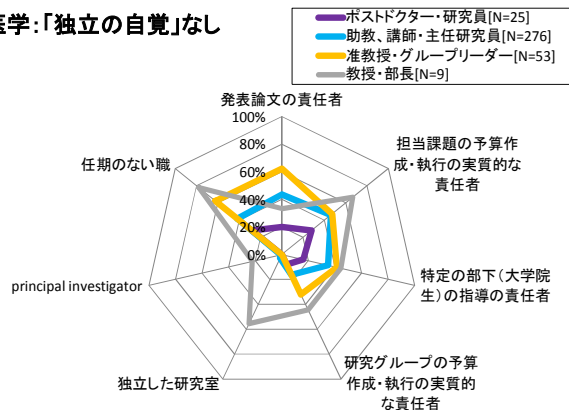 医学:「独立の自覚」なし
ポストドクター・研究員[N=25]
助教、講師・主任研究員[N=276]
准教授・グループリーダー[N=53]
教授・部長[N=9]
発表論文の責任者
100%
80%
60%
40%
20%
0%
担当課題の予算作
成・執行の実質的な
責任者
特定の部下(大学院
生)の指導の責任者
研究グループの予算
作成・執行の実質的
な責任者
独立した研究室
principal investigator
任期のない職